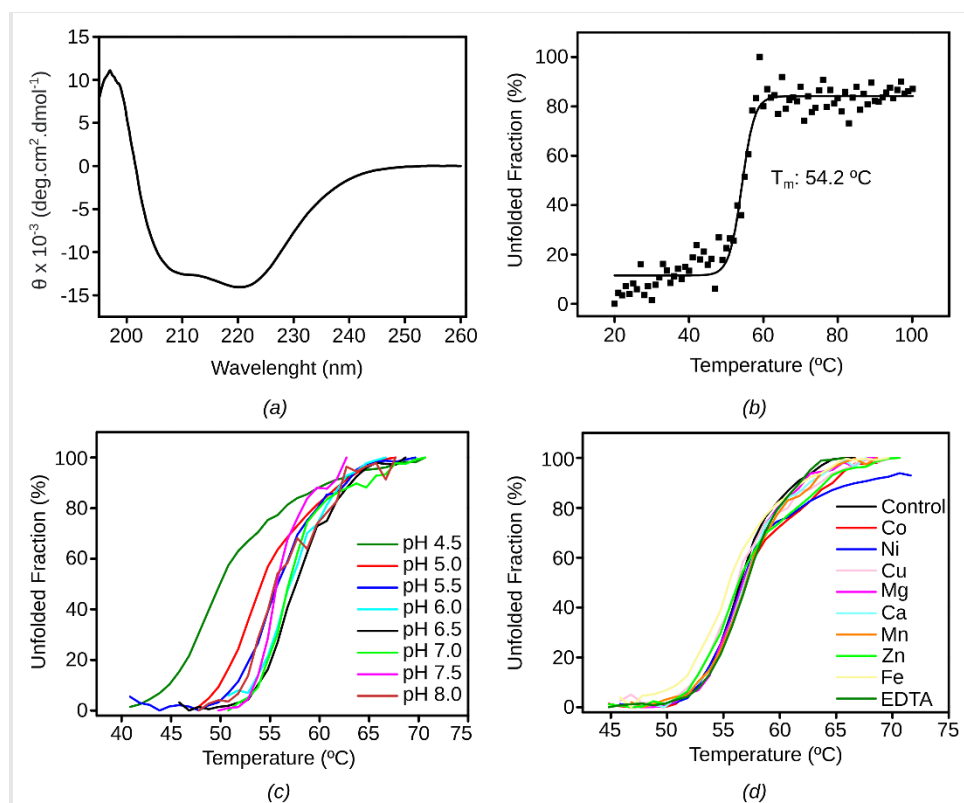 15
10
5
0
-5
-10
-15
θ x 10⁻³ (deg.cm².dmol⁻¹)
200 210 220 230 240 250 260
Wavelenght (nm)
(a)
100
80
60
40
20
0
Unfolded Fraction (%)
Tₘ: 54.2 ºC
20 40 60 80 100
Temperature (ºC)
(b)
100
80
60
40
20
0
Unfolded Fraction (%)
pH 4.5
pH 5.0
pH 5.5
pH 6.0
pH 6.5
pH 7.0
pH 7.5
pH 8.0
40 45 50 55 60 65 70 75
Temperature (ºC)
(c)
100
80
60
40
20
0
Unfolded Fraction (%)
Control
Co
Ni
Cu
Mg
Ca
Mn
Zn
Fe
EDTA
45 50 55 60 65 70 75
Temperature (ºC)
(d)